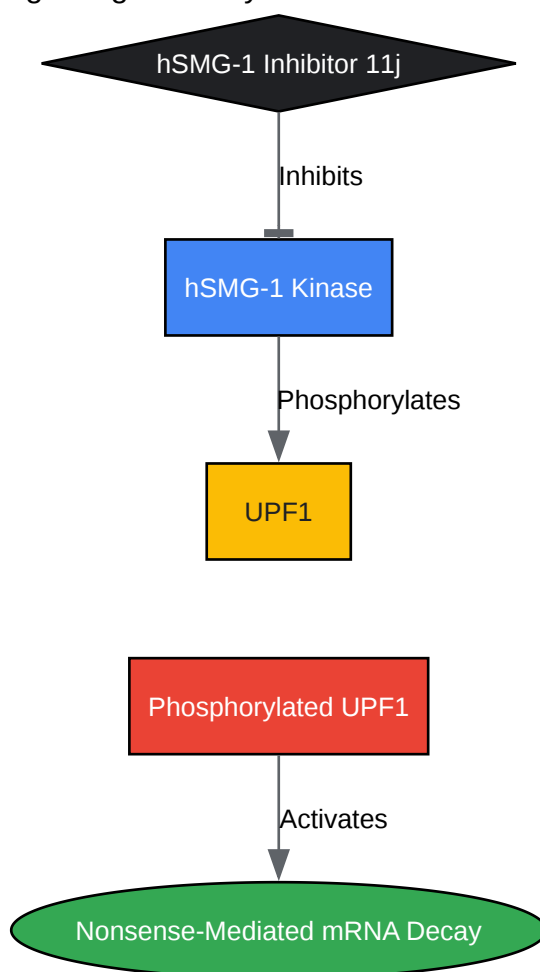 hSMG-1 Inhibitor 11j
Inhibits
hSMG-1 Kinase
Phosphorylates
UPF1
Phosphorylated UPF1
Activates
Nonsense-Mediated mRNA Decay